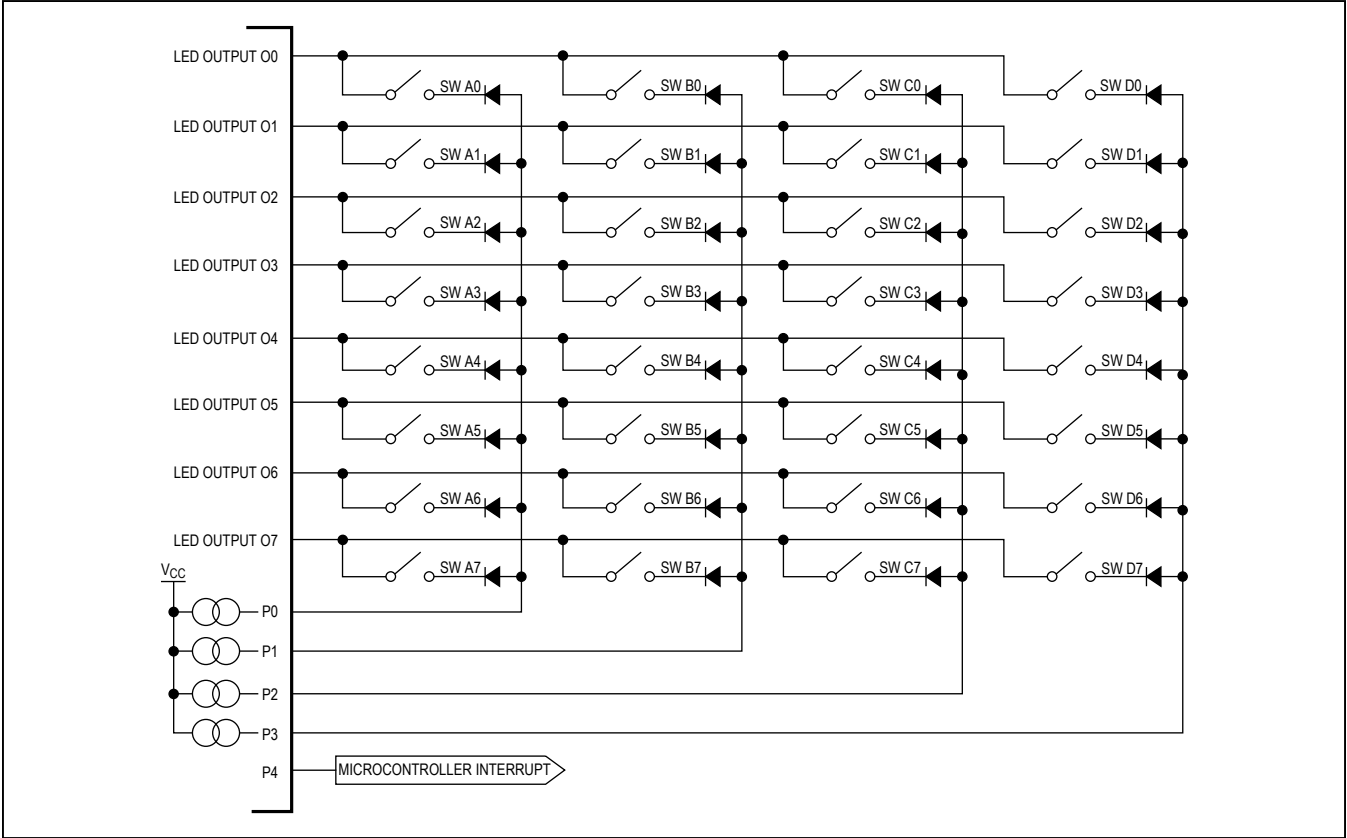 LED OUTPUT O0
SW A0 SW B0 SW C0 SW D0
LED OUTPUT O1
SW A1 SW B1 SW C1 SW D1
LED OUTPUT O2
SW A2 SW B2 SW C2 SW D2
LED OUTPUT O3
SW A3 SW B3 SW C3 SW D3
LED OUTPUT O4
SW A4 SW B4 SW C4 SW D4
LED OUTPUT O5
SW A5 SW B5 SW C5 SW D5
LED OUTPUT O6
SW A6 SW B6 SW C6 SW D6
LED OUTPUT O7
SW A7 SW B7 SW C7 SW D7
VCC
P0
P1
P2
P3
P4 MICROCONTROLLER INTERRUPT